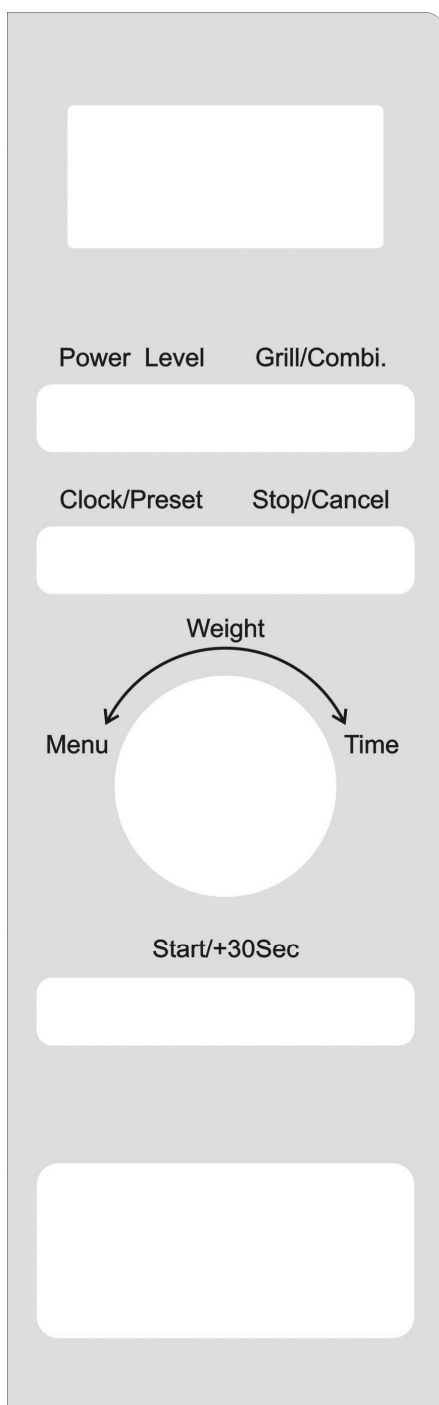 Power Level Grill/Combi.
Clock/Preset Stop/Cancel
Weight
Menu Time
Start/+30Sec